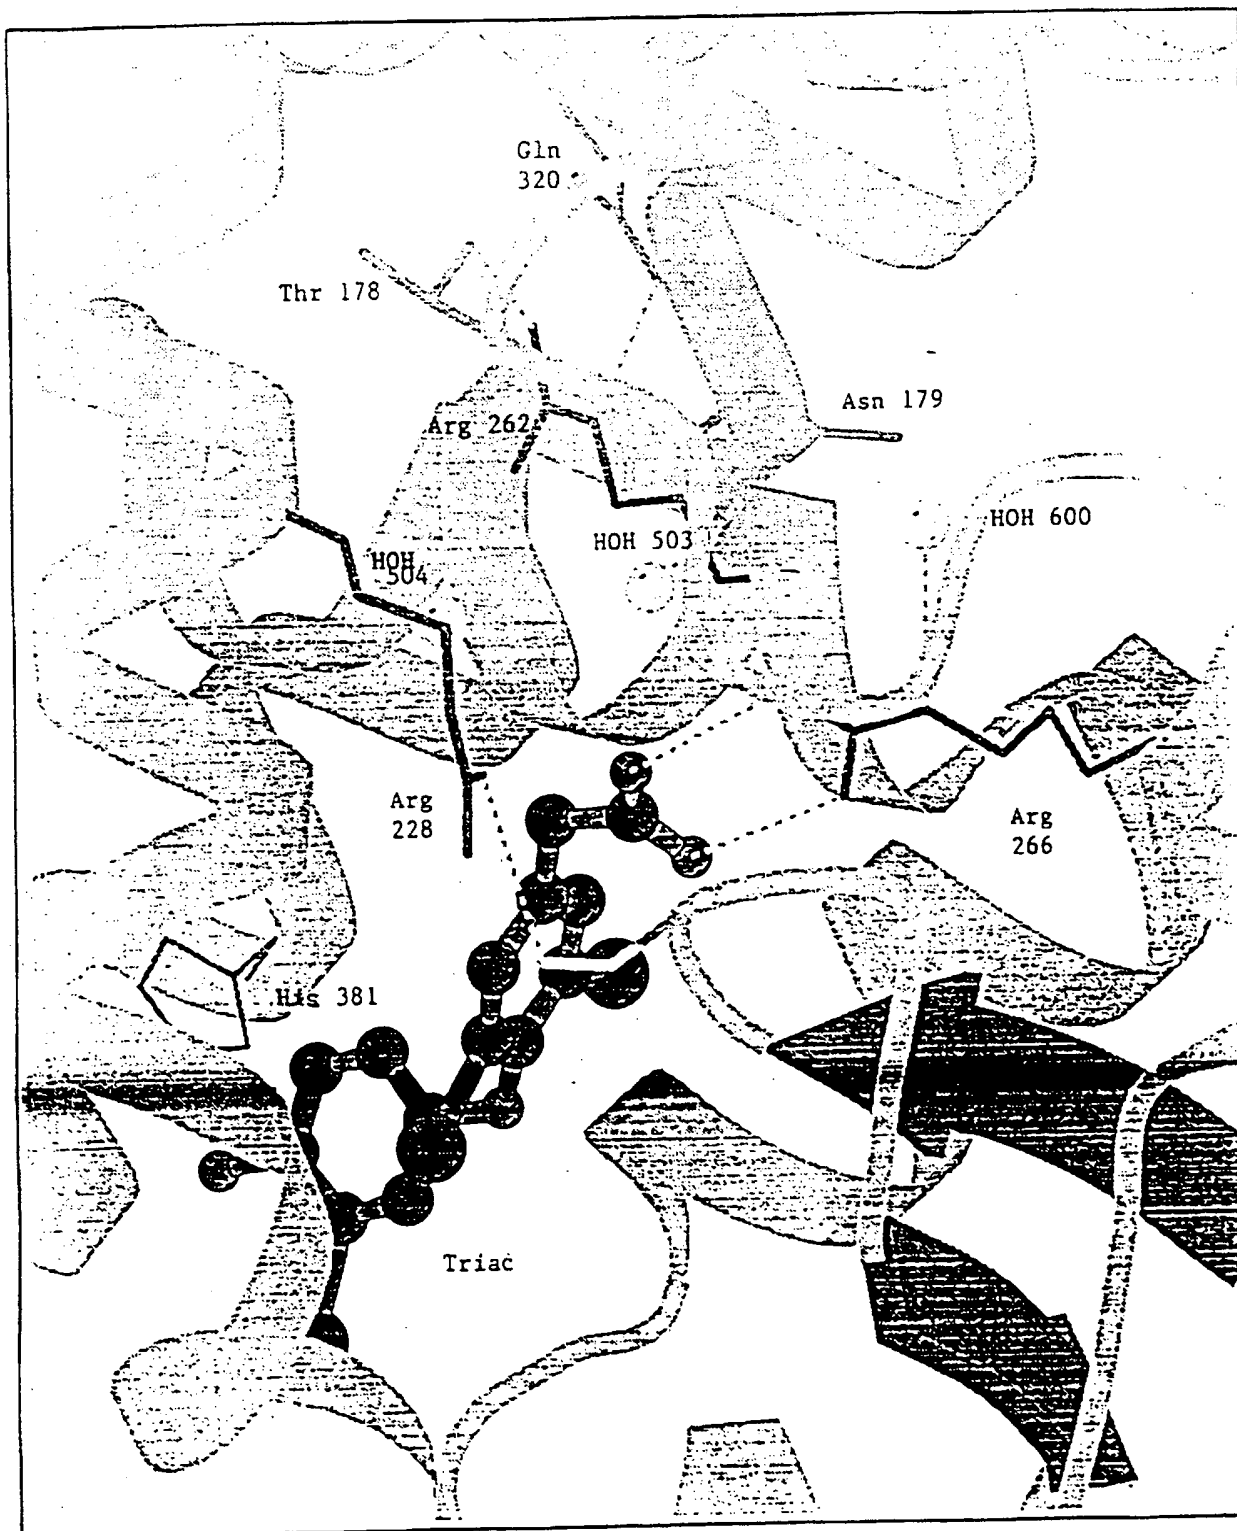 Gln
320
Thr 178
Asn 179
Arg 262
HOH 600
HOH 503
HOH
504
Arg
228
Arg
266
His 381
Triac